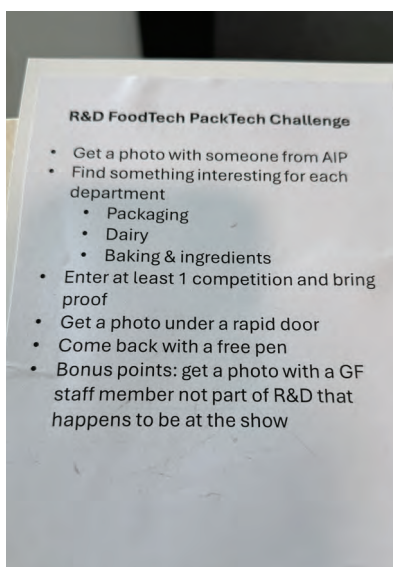 R&D FoodTech PackTech Challenge
• Get a photo with someone from AIP
• Find something interesting for each
department
• Packaging
• Dairy
• Baking & ingredients
• Enter at least 1 competition and bring
proof
• Get a photo under a rapid door
• Come back with a free pen
• Bonus points: get a photo with a GF
staff member not part of R&D that
happens to be at the show